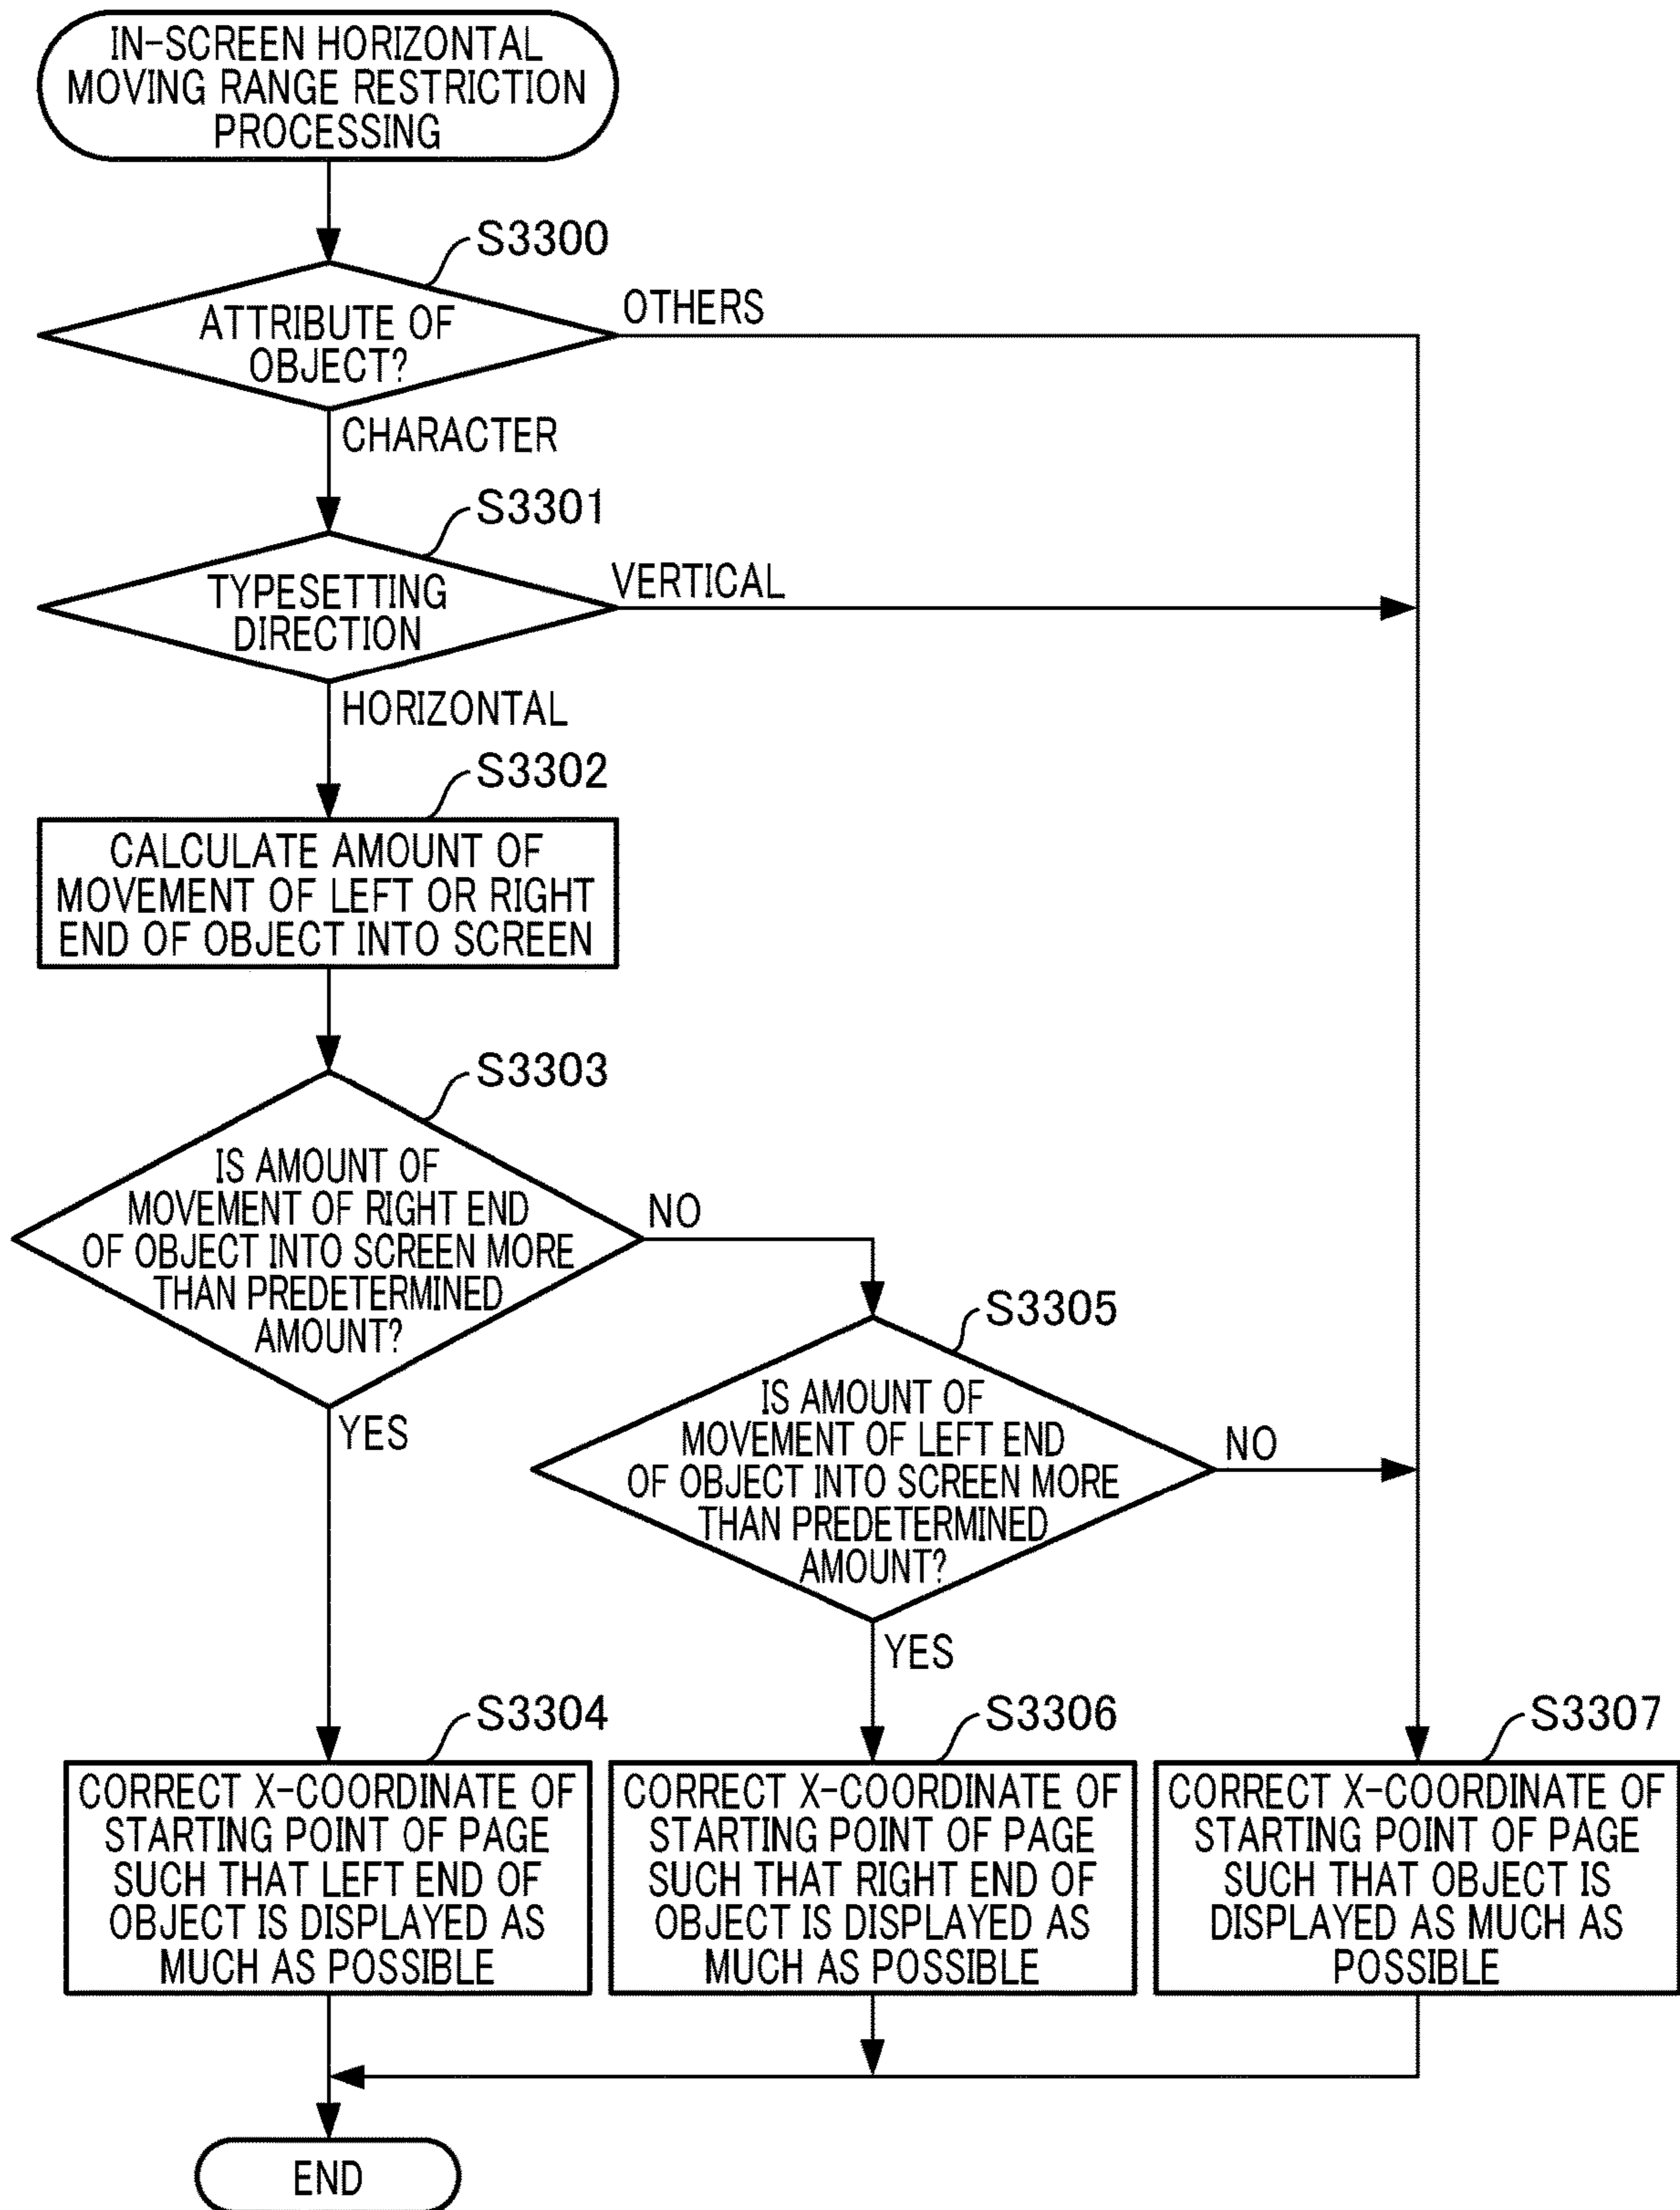 IN-SCREEN HORIZONTAL
MOVING RANGE RESTRICTION
PROCESSING
S3300
ATTRIBUTE OF
OBJECT?
OTHERS
CHARACTER
S3301
TYPESETTING
DIRECTION
VERTICAL
HORIZONTAL
S3302
CALCULATE AMOUNT OF
MOVEMENT OF LEFT OR RIGHT
END OF OBJECT INTO SCREEN
S3303
IS AMOUNT OF
MOVEMENT OF RIGHT END
OF OBJECT INTO SCREEN MORE
THAN PREDETERMINED
AMOUNT?
NO
YES
S3305
IS AMOUNT OF
MOVEMENT OF LEFT END
OF OBJECT INTO SCREEN MORE
THAN PREDETERMINED
AMOUNT?
NO
YES
S3304
CORRECT X-COORDINATE OF
STARTING POINT OF PAGE
SUCH THAT LEFT END OF
OBJECT IS DISPLAYED AS
MUCH AS POSSIBLE
S3306
CORRECT X-COORDINATE OF
STARTING POINT OF PAGE
SUCH THAT RIGHT END OF
OBJECT IS DISPLAYED AS
MUCH AS POSSIBLE
S3307
CORRECT X-COORDINATE OF
STARTING POINT OF PAGE
SUCH THAT OBJECT IS
DISPLAYED AS MUCH AS
POSSIBLE
END